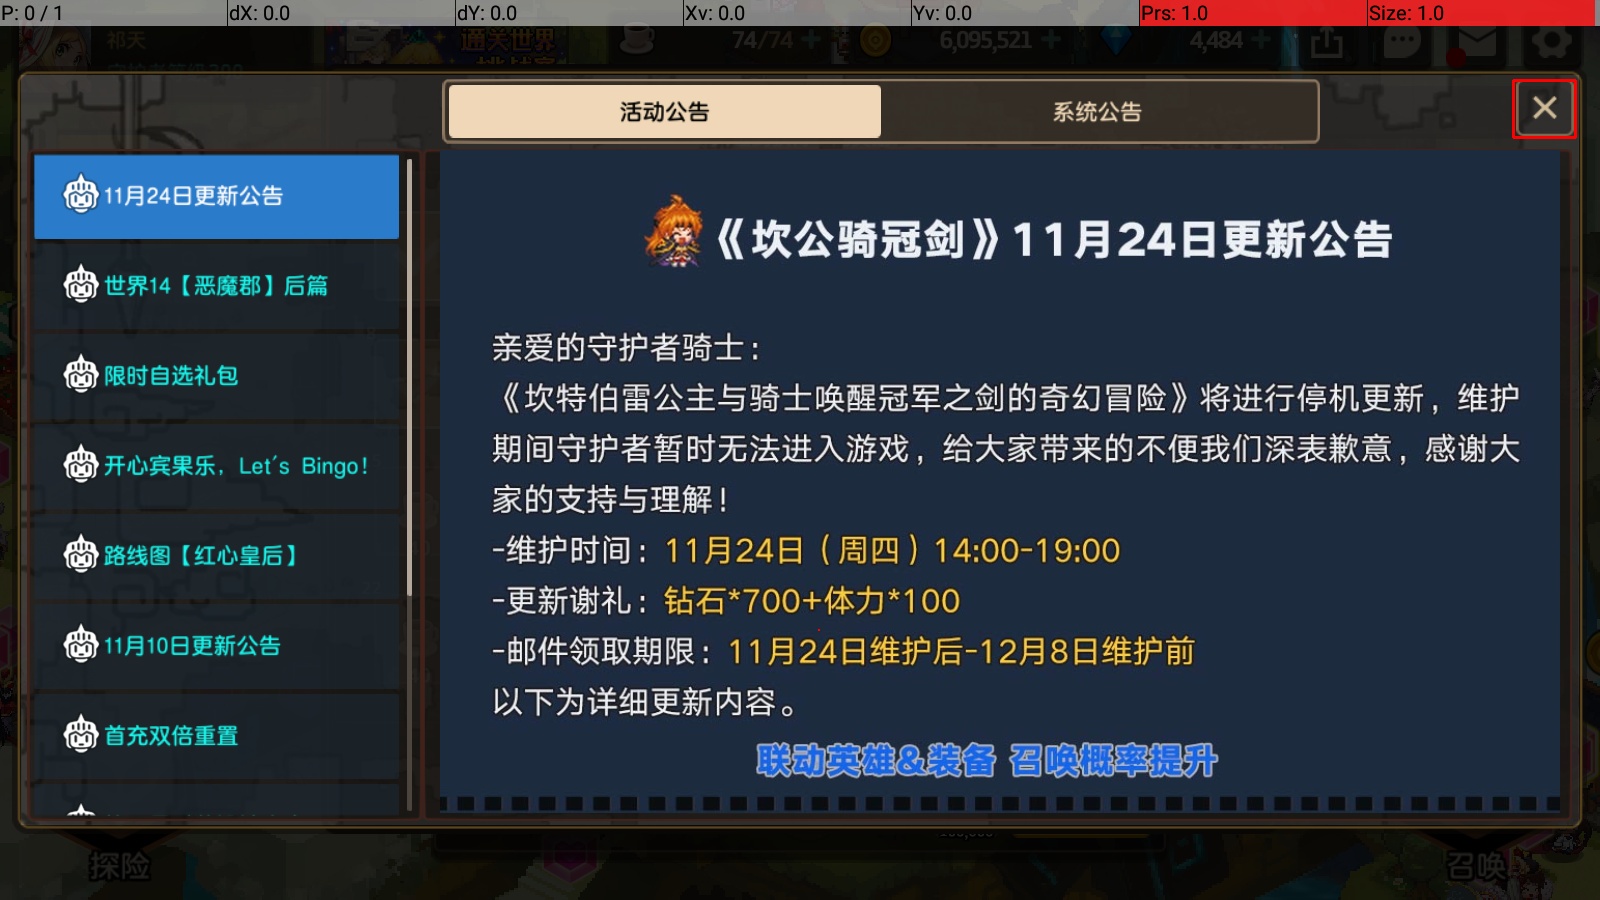 P: 0 / 1
dX: 0.0
dY: 0.0
Xv: 0.0
Yv: 0.0
Prs: 1.0
Size: 1.0
祁天
通关世界
74/74
6,095,521
4,484
活动公告
系统公告
11月24日更新公告
世界14【恶魔郡】后篇
限时自选礼包
开心宾果乐，Let's Bingo!
路线图【红心皇后】
11月10日更新公告
首充双倍重置
《坎公骑冠剑》11月24日更新公告
亲爱的守护者骑士：
《坎特伯雷公主与骑士唤醒冠军之剑的奇幻冒险》将进行停机更新，维护
期间守护者暂时无法进入游戏，给大家带来的不便我们深表歉意，感谢大
家的支持与理解！
-维护时间：11月24日（周四）14:00-19:00
-更新谢礼：钻石*700+体力*100
-邮件领取期限：11月24日维护后-12月8日维护前
以下为详细更新内容。
联动英雄&装备 召唤概率提升
探险
召唤